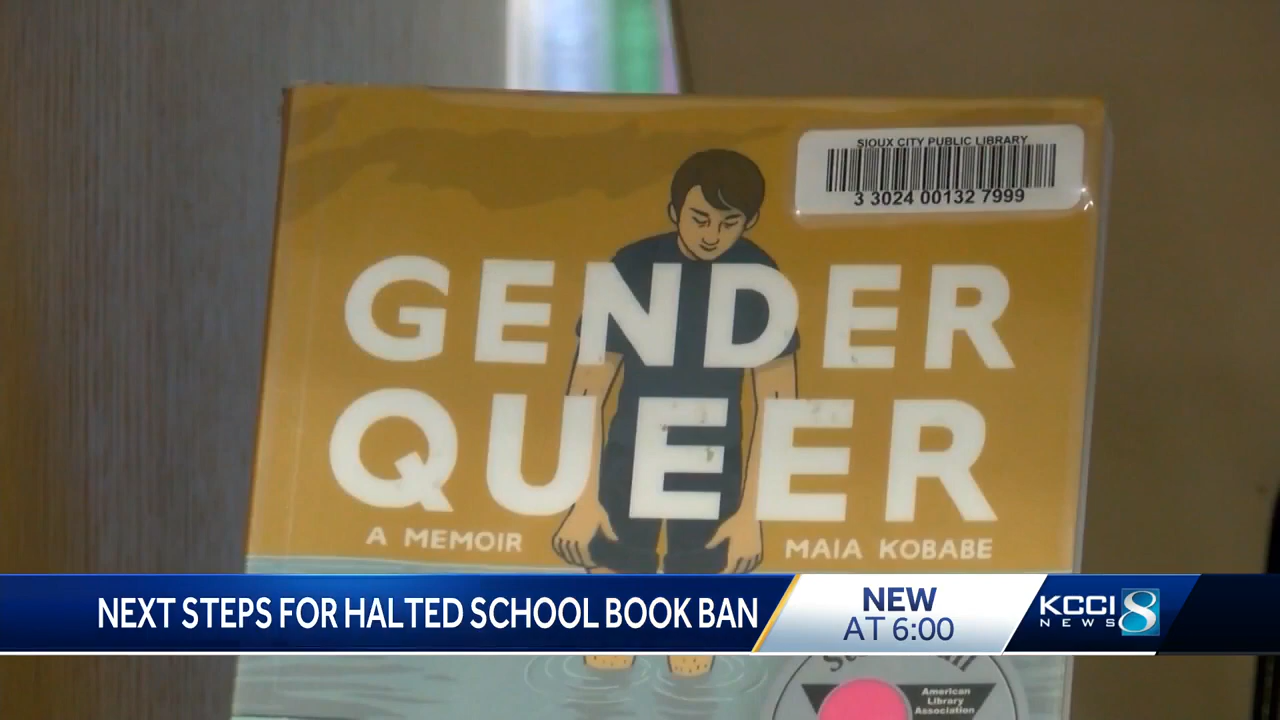 SIOUX CITY PUBLIC LIBRARY
3 3024 00132 7999
GENDER
QUEER
A MEMOIR
MAIA KOBABE
NEXT STEPS FOR HALTED SCHOOL BOOK BAN
NEW
AT 6:00
KCCI 8
NEWS
American
Library
Association